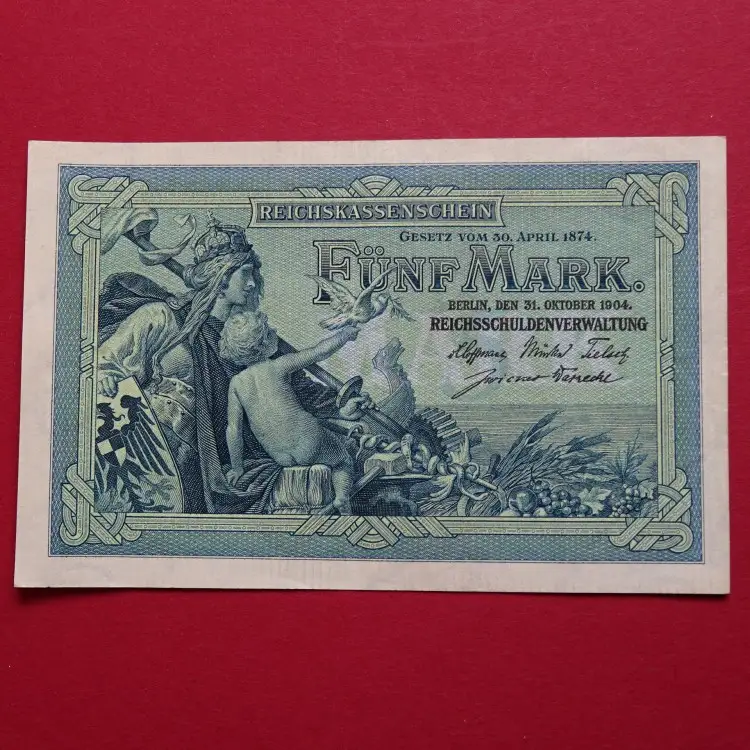 REICHSKASSENSCHEIN
GESETZ VOM 30. APRIL 1874.
FÜNF MARK.
BERLIN, DEN 31. OKTOBER 1904.
REICHSSCHULDENVERWALTUNG